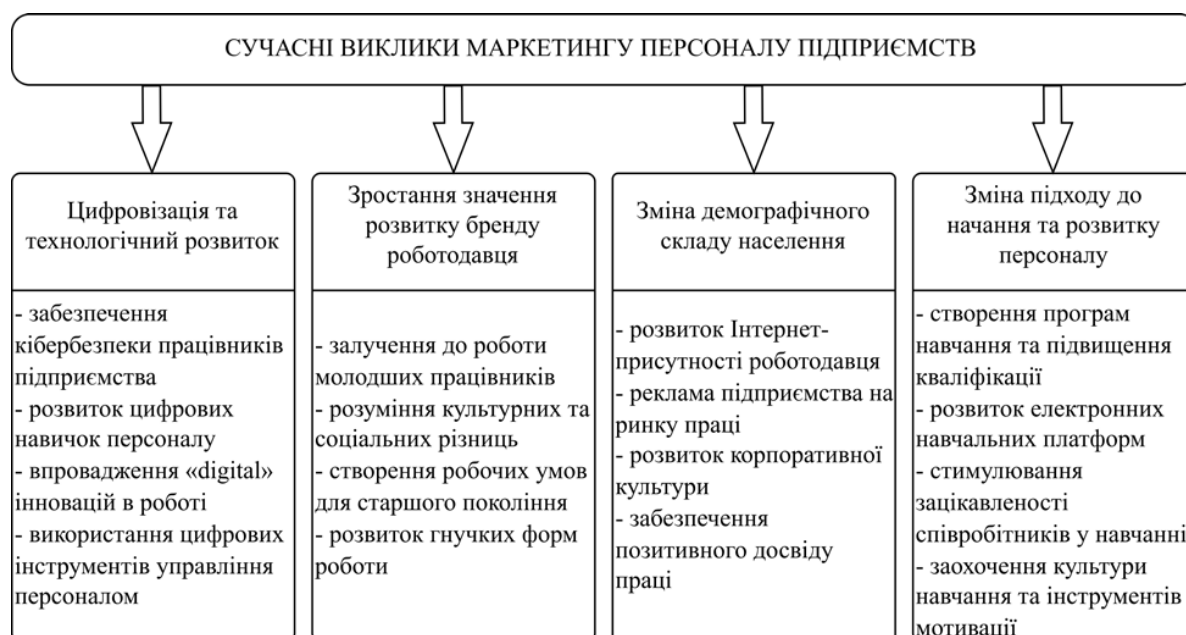 СУЧАСНІ ВИКЛИКИ МАРКЕТИНГУ ПЕРСОНАЛУ ПІДПРИЄМСТВ
Цифровізація та
технологічний розвиток
- забезпечення
кібербезпеки працівників
підприємства
- розвиток цифрових
навичок персоналу
- впровадження «digital»
інновацій в роботі
- використання цифрових
інструментів управління
персоналом
Зростання значення
розвитку бренду
роботодавця
- залучення до роботи
молодших працівників
- розуміння культурних та
соціальних різниць
- створення робочих умов
для старшого покоління
- розвиток гнучких форм
роботи
Зміна демографічного
складу населення
- розвиток Інтернет-
присутності роботодавця
- реклама підприємства на
ринку праці
- розвиток корпоративної
культури
- забезпечення
позитивного досвіду
праці
Зміна підходу до
начання та розвитку
персоналу
- створення програм
навчання та підвищення
кваліфікації
- розвиток електронних
навчальних платформ
- стимулювання
зацікавленості
співробітників у навчанні
- заохочення культури
навчання та інструментів
мотивації